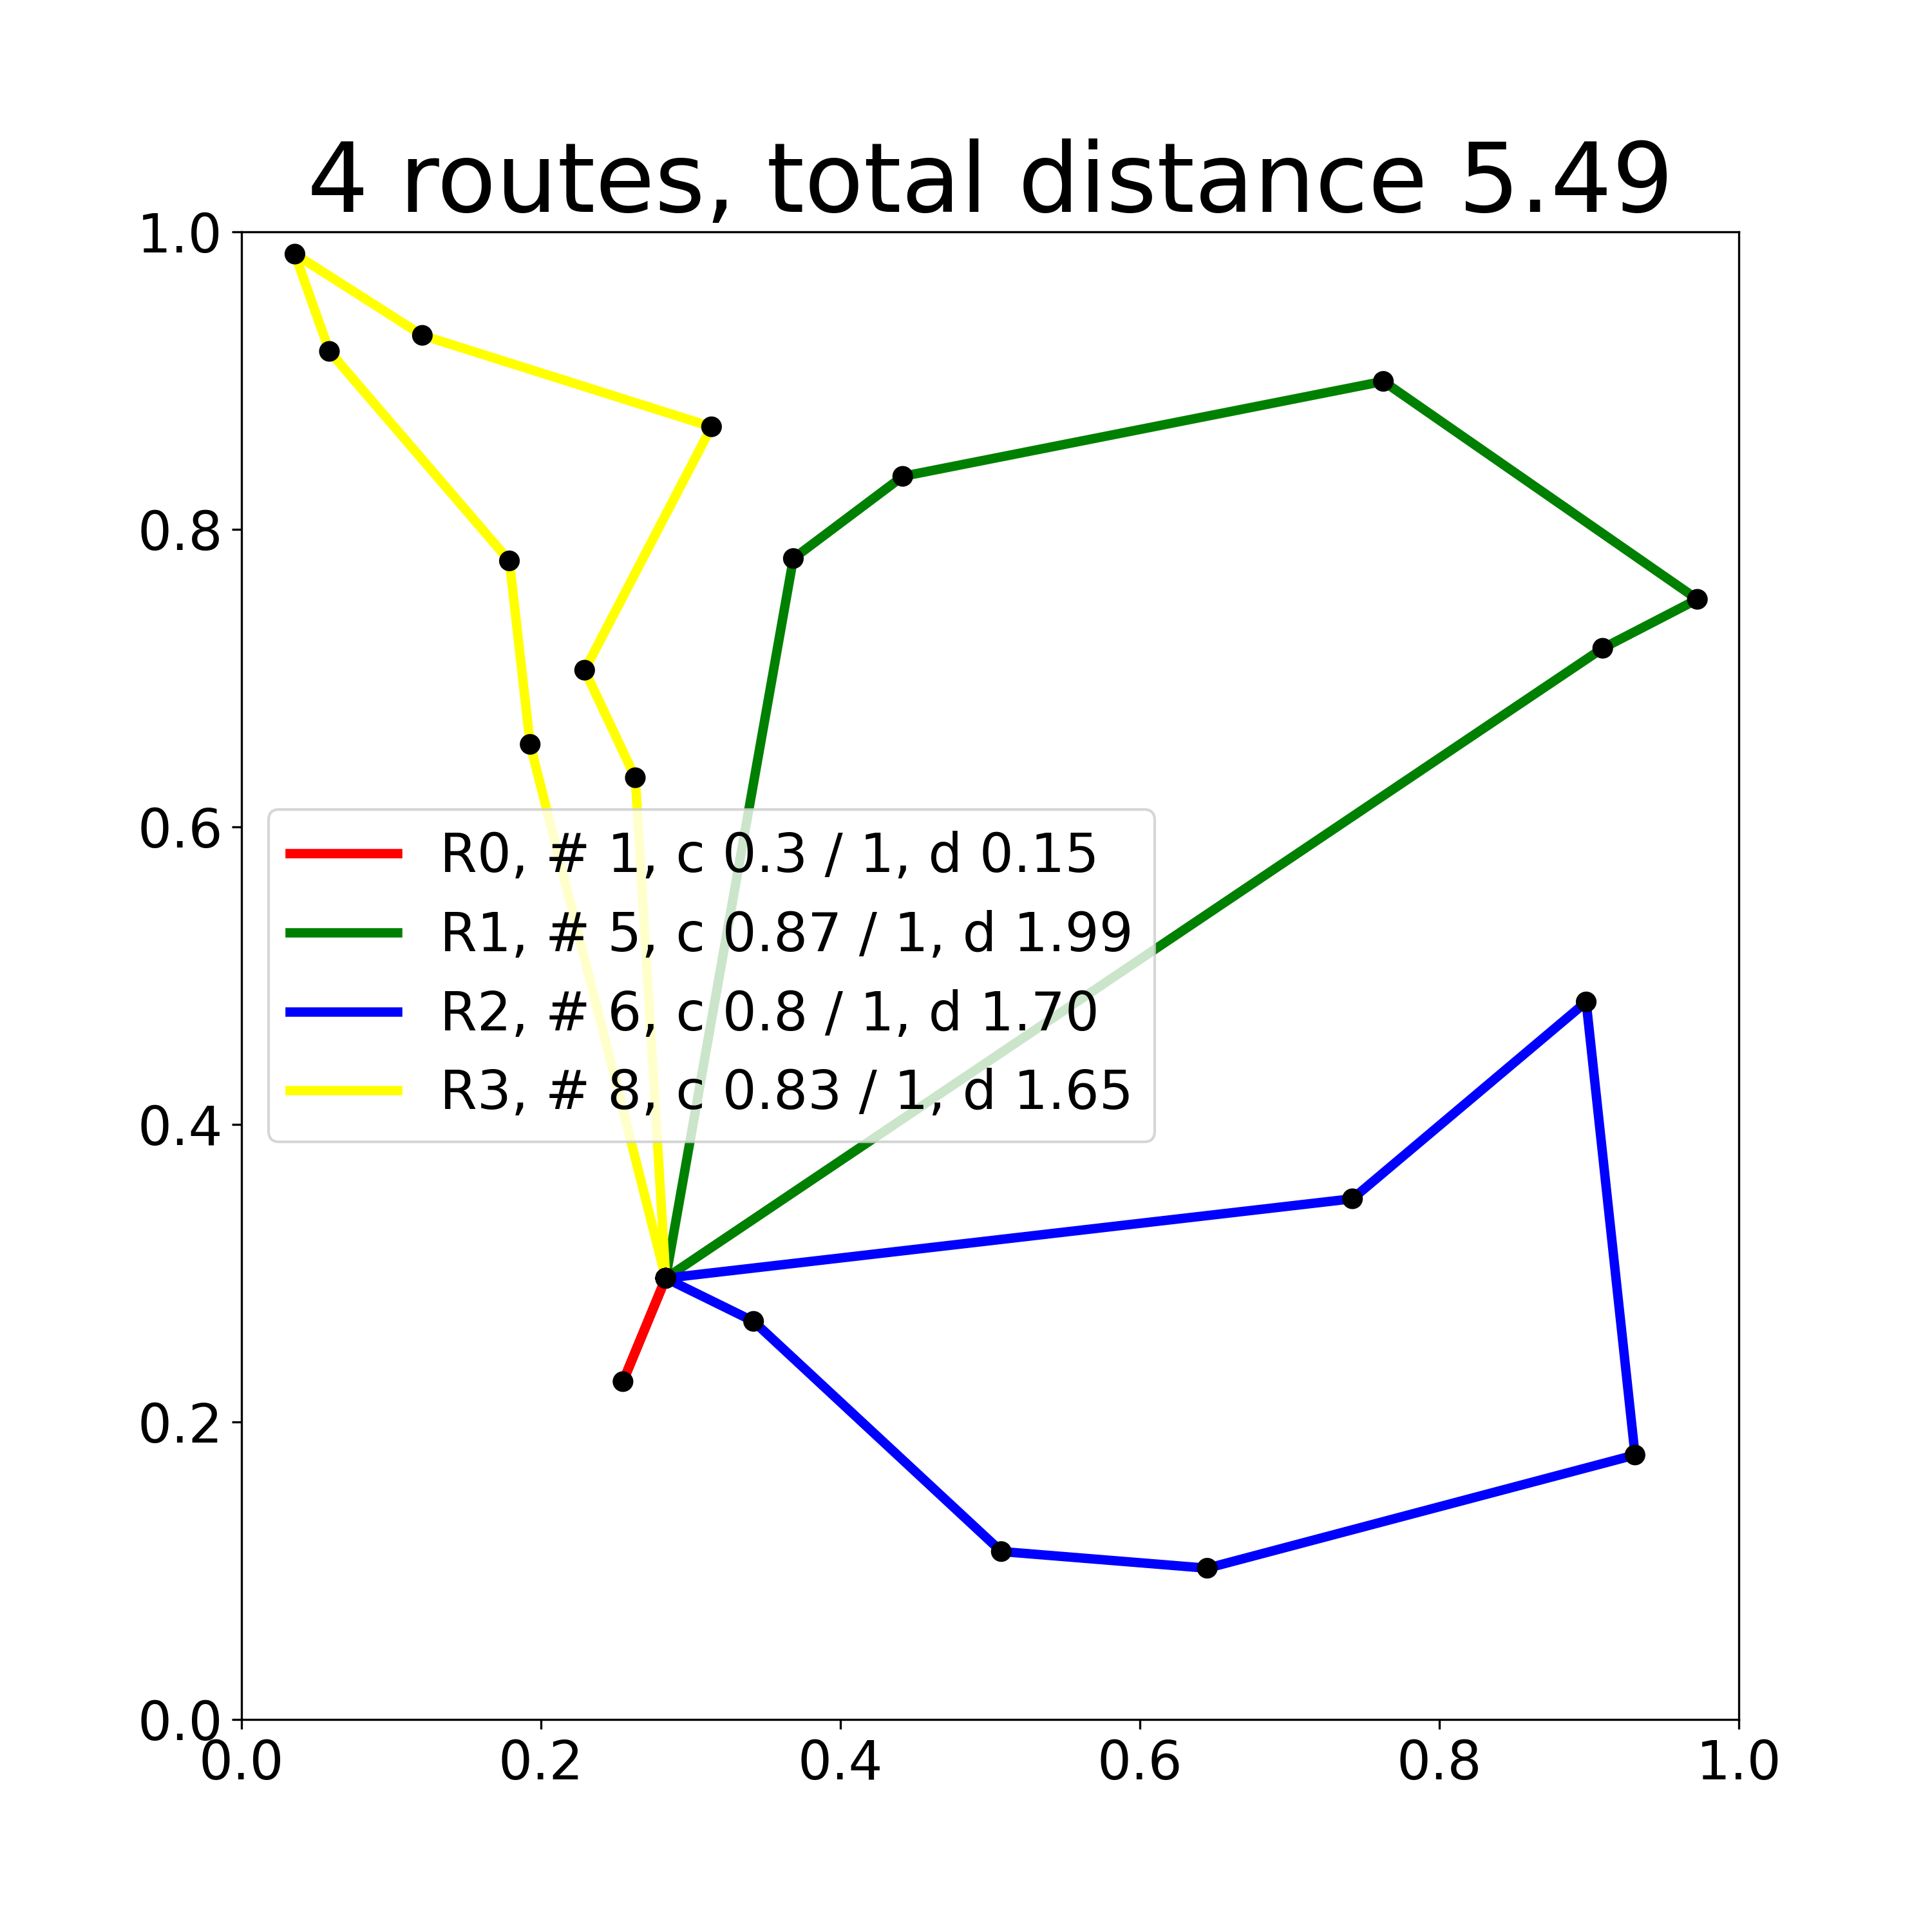 4 routes, total distance 5.49
1.0
0.8
0.6
R0, # 1, c 0.3 / 1, d 0.15
R1, # 5, c 0.87 / 1, d 1.99
R2, # 6, c 0.8 / 1, d 1.70
R3, # 8, c 0.83 / 1, d 1.65
0.4
0.2
0.0
0.0 0.2 0.4 0.6 0.8 1.0